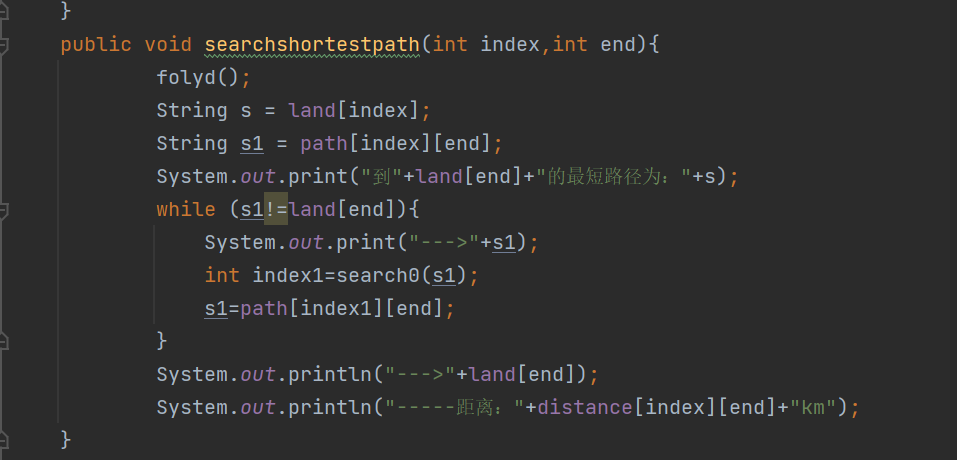 }
public void searchshortestpath(int index,int end){
folyd();
String s = land[index];
String s1 = path[index][end];
System.out.print("到"+land[end]+"的最短路径为："+s);
while (s1!=land[end]){
System.out.print("--->"+s1);
int index1=search0(s1);
s1=path[index1][end];
}
System.out.println("--->"+land[end]);
System.out.println("-----距离："+distance[index][end]+"km");
}